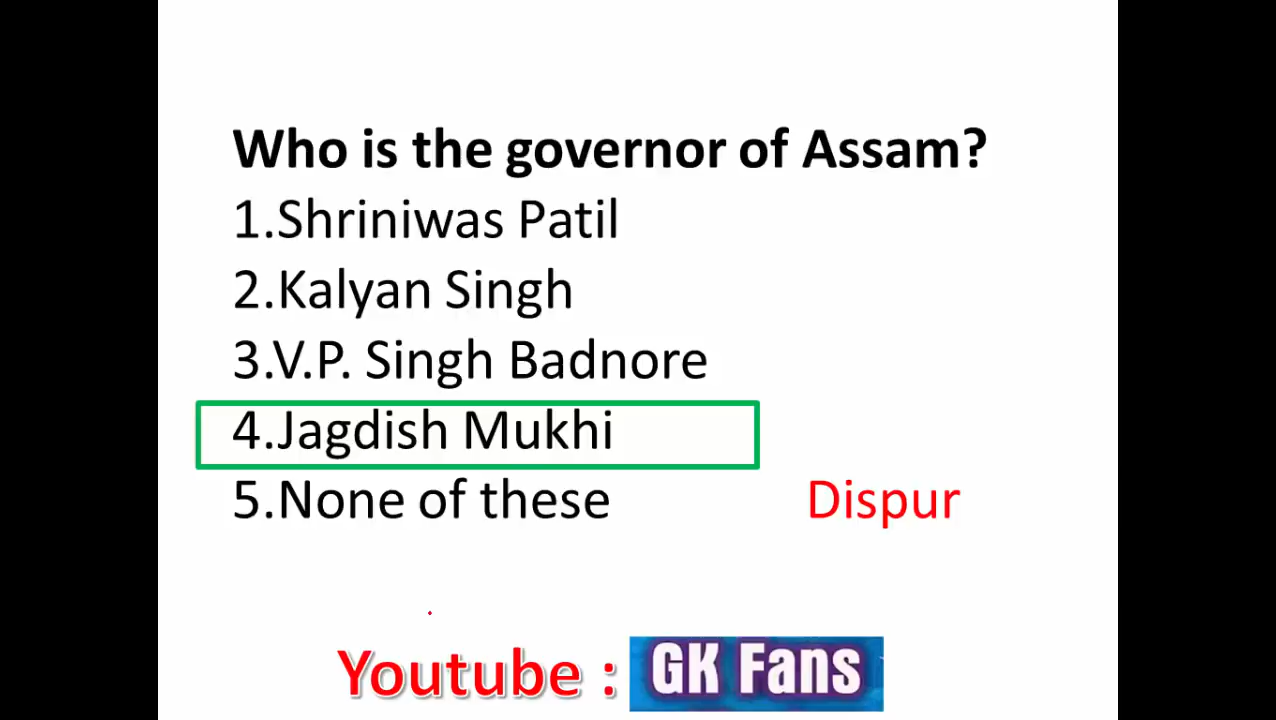 Who is the governor of Assam?
1.Shriniwas Patil
2.Kalyan Singh
3.V.P. Singh Badnore
4.Jagdish Mukhi
5.None of these Dispur
Youtube : GK Fans